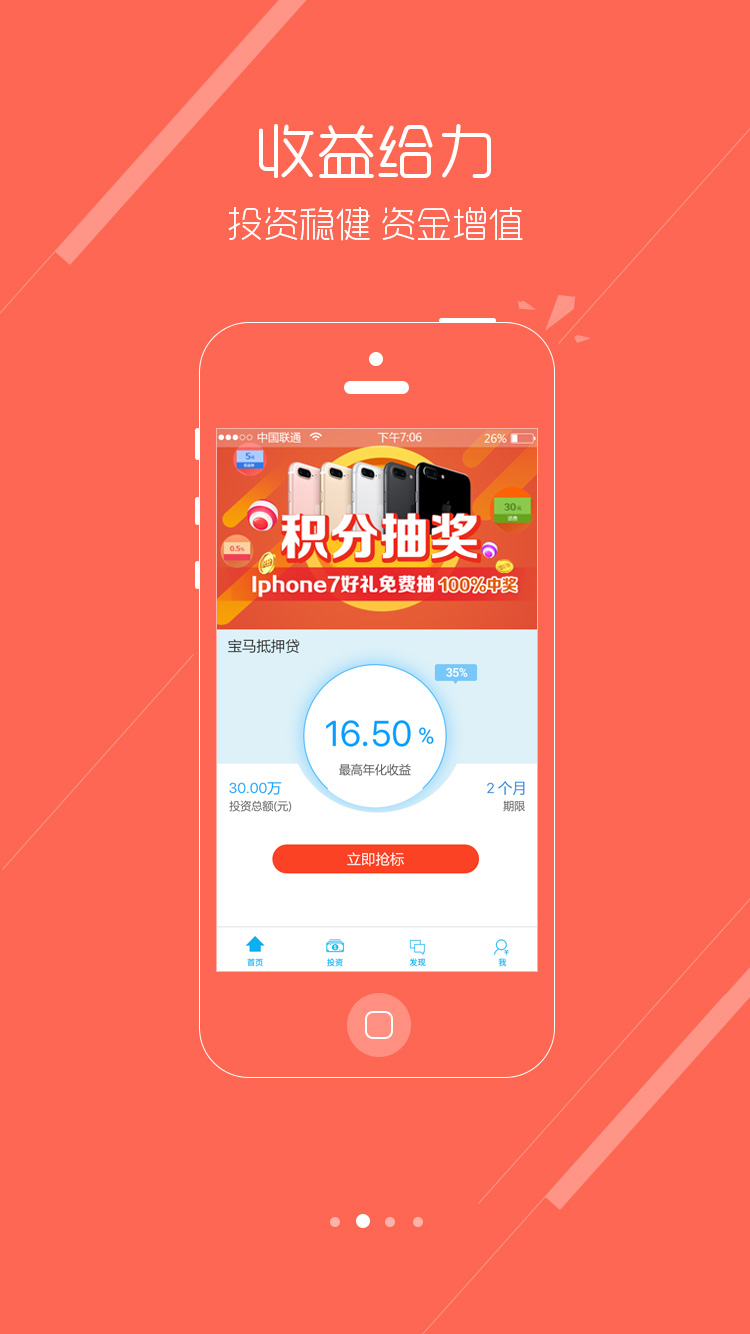 收益给力
投资稳健 资金增值
中国联通 下午7:06 26%
5元
30元
话费
0.5%
积分抽奖
Iphone7好礼免费抽 100%中奖
宝马抵押贷
35%
16.50 %
最高年化收益
30.00万 2 个月
投资总额(元) 期限
立即抢标
首页 投资 发现 我